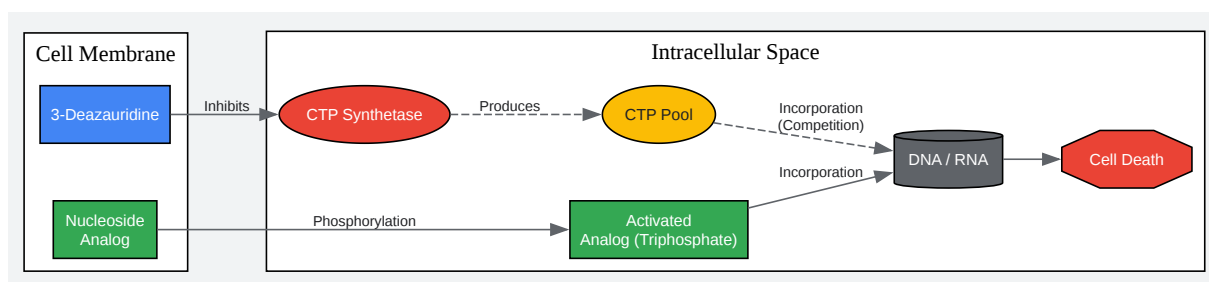 Cell Membrane
Intracellular Space
3-Deazauridine
Inhibits
CTP Synthetase
Produces
CTP Pool
Incorporation
(Competition)
DNA / RNA
Cell Death
Incorporation
Nucleoside
Analog
Phosphorylation
Activated
Analog (Triphosphate)